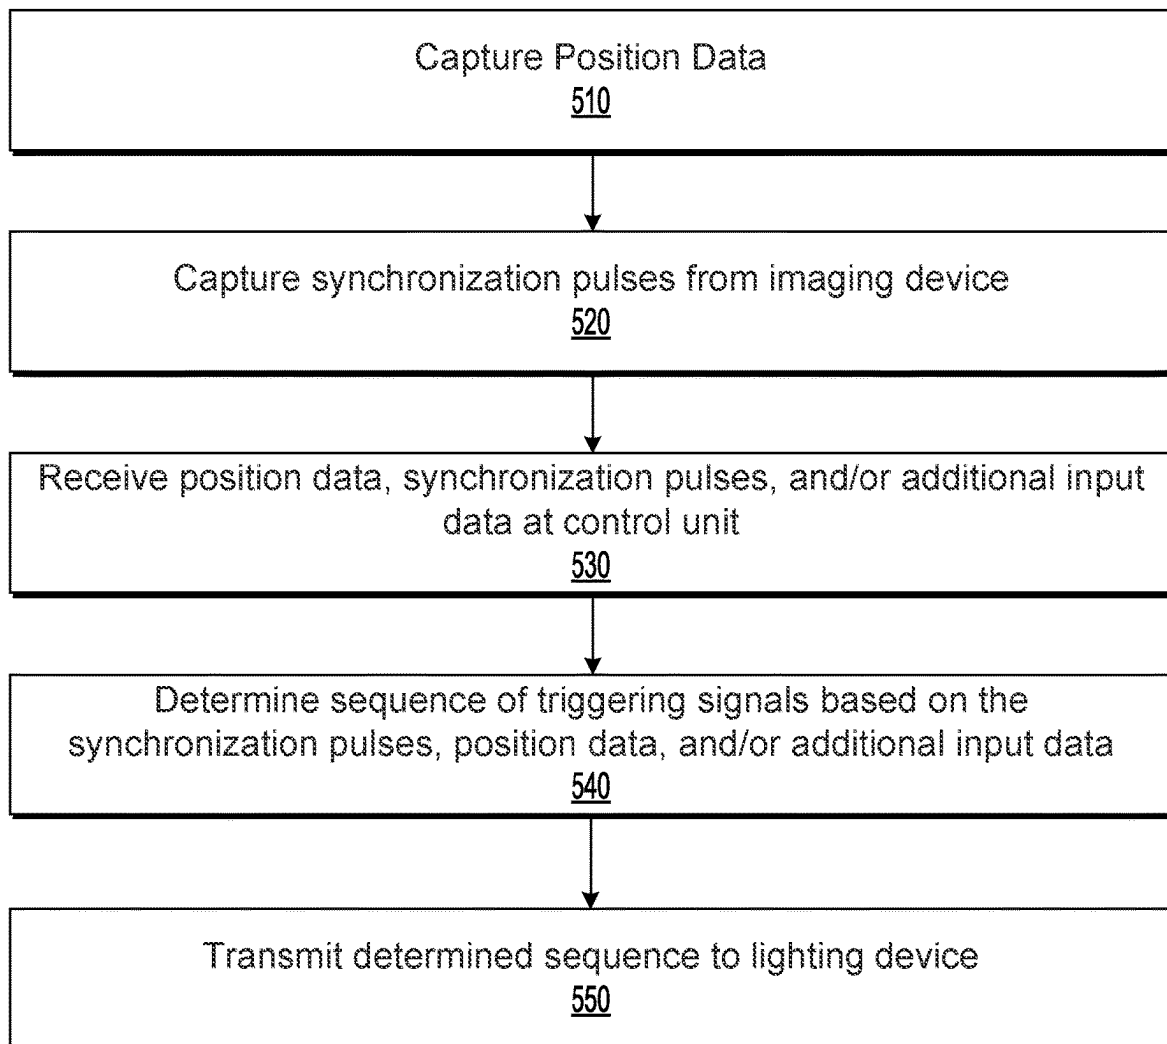 Capture Position Data
510
Capture synchronization pulses from imaging device
520
Receive position data, synchronization pulses, and/or additional input
data at control unit
530
Determine sequence of triggering signals based on the
synchronization pulses, position data, and/or additional input data
540
Transmit determined sequence to lighting device
550